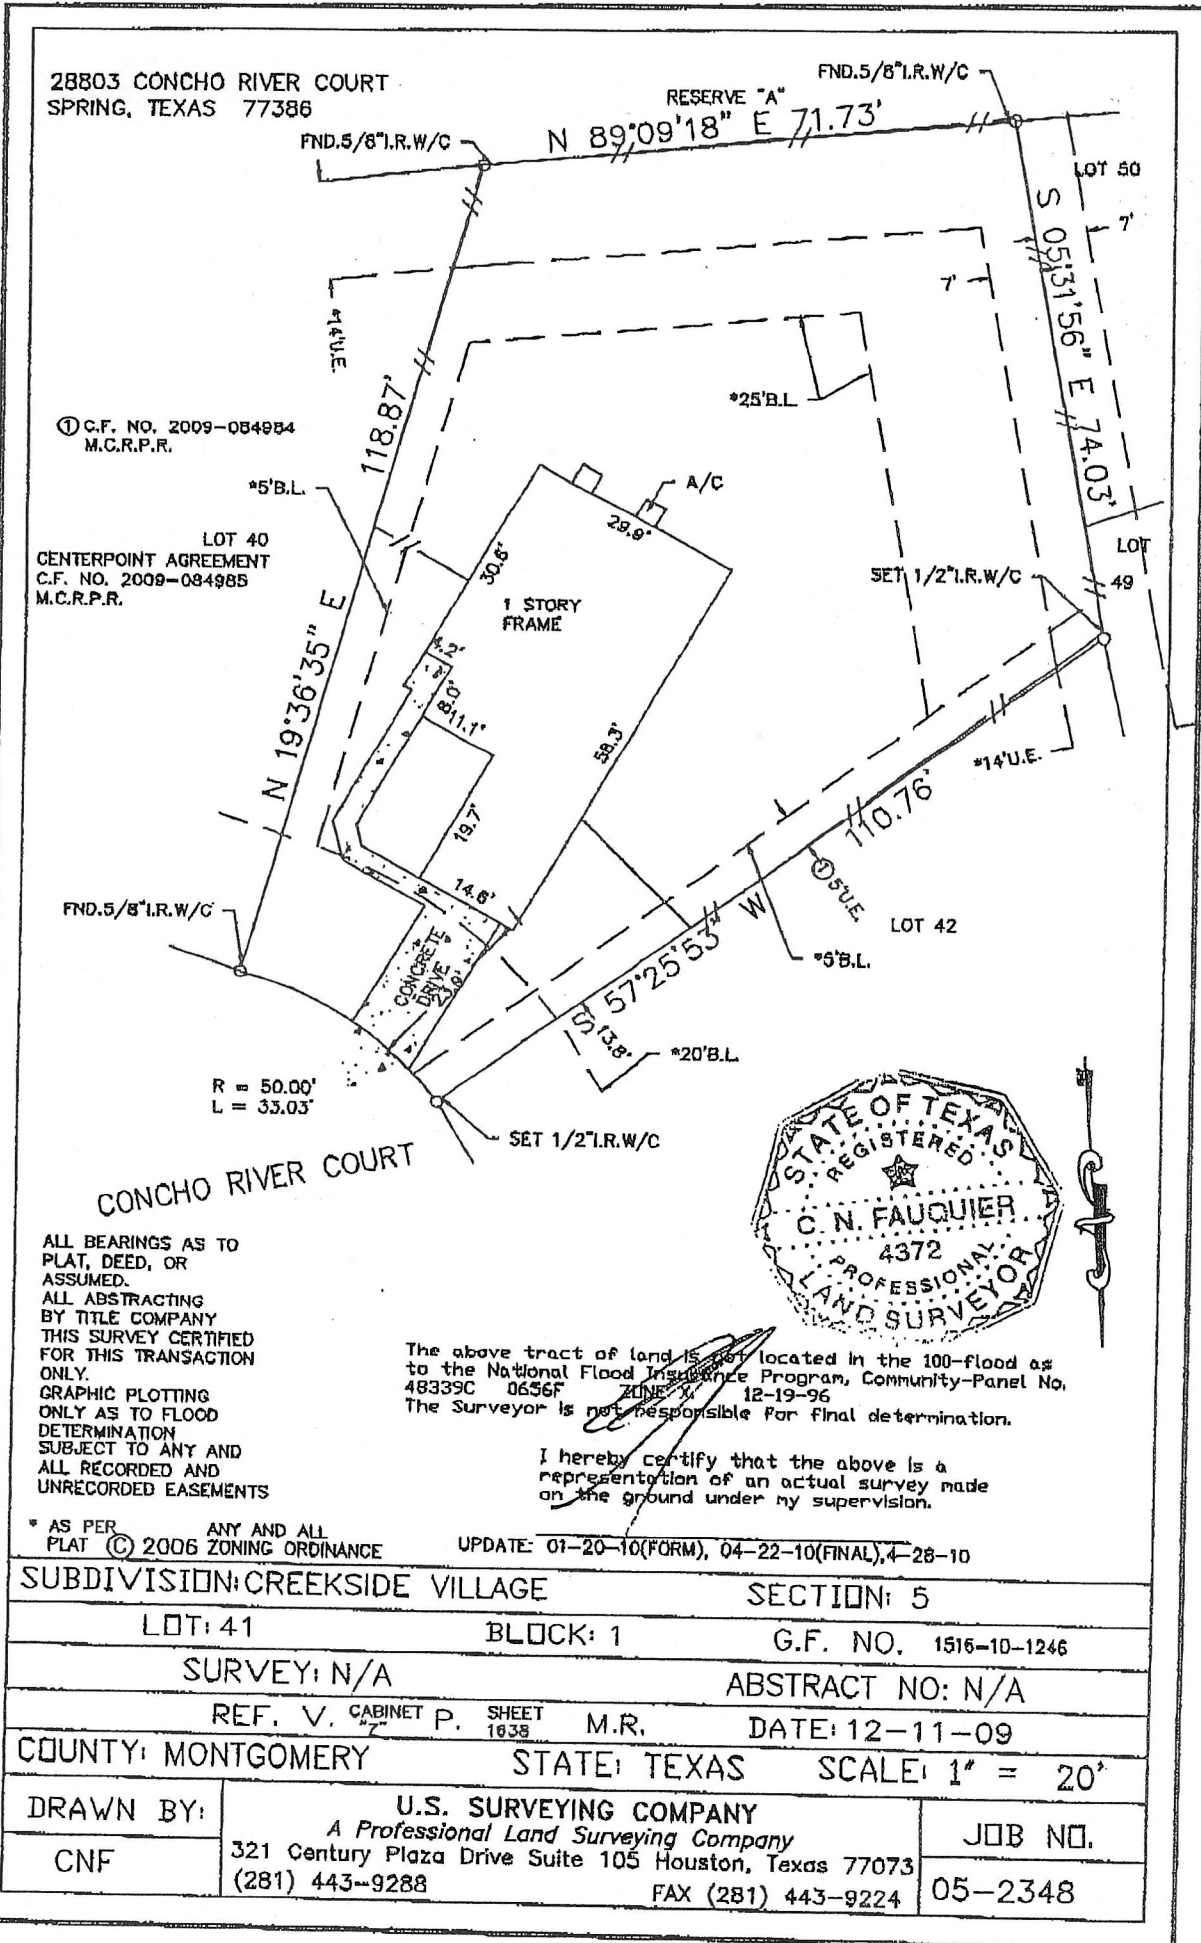 28803 CONCHO RIVER COURT
SPRING, TEXAS 77386
FND.5/8"I.R.W/C
RESERVE "A"
N 89°09'18" E 71.73'
FND.5/8"I.R.W/C
LOT 50
7'
S 05°31'56" E 74.03'
7'
*14'U.E.
*25'B.L.
118.87'
① C.F. NO. 2009-084984
M.C.R.P.R.
*5'B.L.
A/C
29.9'
LOT 40
CENTERPOINT AGREEMENT
C.F. NO. 2009-084985
M.C.R.P.R.
30.6'
LOT
49
SET 1/2"I.R.W/C
1 STORY
FRAME
N 19°36'35" E
4.2'
8.0'
11.1'
58.3'
*14'U.E.
19.7'
110.76'
14.6'
① 5'U.E.
FND.5/8"I.R.W/C
LOT 42
*5'B.L.
S 57°25'53" W
CONCRETE
DRIVE
13.8'
*20'B.L.
R = 50.00'
L = 33.03'
SET 1/2"I.R.W/C
CONCHO RIVER COURT
STATE OF TEXAS
REGISTERED
C. N. FAUQUIER
4372
PROFESSIONAL
LAND SURVEYOR
ALL BEARINGS AS TO
PLAT, DEED, OR
ASSUMED.
ALL ABSTRACTING
BY TITLE COMPANY
THIS SURVEY CERTIFIED
FOR THIS TRANSACTION
ONLY.
GRAPHIC PLOTTING
ONLY AS TO FLOOD
DETERMINATION
SUBJECT TO ANY AND
ALL RECORDED AND
UNRECORDED EASEMENTS
The above tract of land is not located in the 100-flood as
to the National Flood Insurance Program, Community-Panel No.
48339C 0656F ZONE: X. 12-19-96
The Surveyor is not responsible for final determination.
I hereby certify that the above is a
representation of an actual survey made
on the ground under my supervision.
* AS PER
PLAT © 2006
ANY AND ALL
ZONING ORDINANCE
UPDATE: 01-20-10(FORM), 04-22-10(FINAL),4-28-10
SUBDIVISION: CREEKSIDE VILLAGE SECTION: 5
LOT: 41 BLOCK: 1 G.F. NO. 1516-10-1246
SURVEY: N/A ABSTRACT NO: N/A
REF. V. CABINET "Z" P. SHEET 1638 M.R. DATE: 12-11-09
COUNTY: MONTGOMERY STATE: TEXAS SCALE: 1" = 20'
DRAWN BY:
CNF
U.S. SURVEYING COMPANY
A Professional Land Surveying Company
321 Century Plaza Drive Suite 105 Houston, Texas 77073
(281) 443-9288 FAX (281) 443-9224
JOB NO.
05-2348